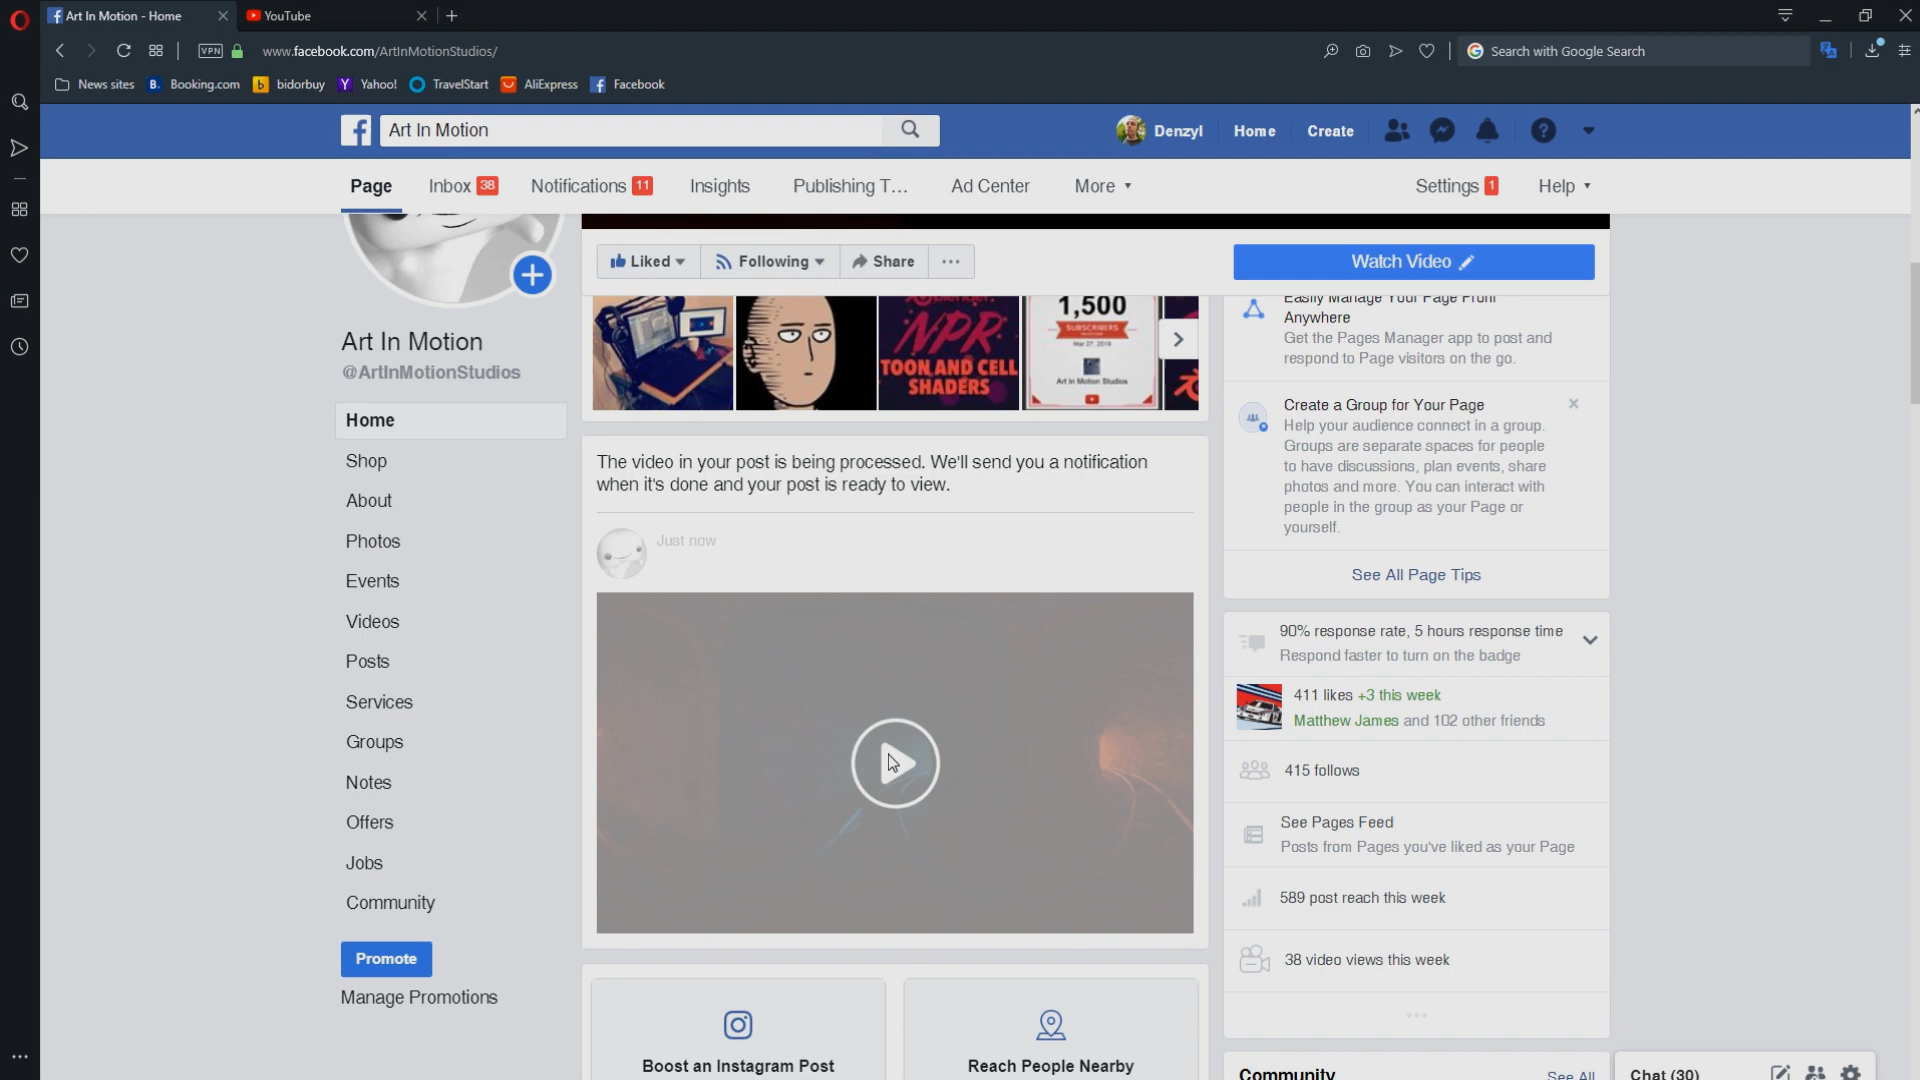 Art In Motion - Home
YouTube
VPN
www.facebook.com/ArtInMotionStudios/
Search with Google Search
News sites
Booking.com
bidorbuy
Yahoo!
TravelStart
AliExpress
Facebook
Art In Motion
Denzyl
Home
Create
Page
Inbox 38
Notifications 11
Insights
Publishing T...
Ad Center
More
Settings 1
Help
Liked
Following
Share
Watch Video
Art In Motion
@ArtInMotionStudios
Home
Shop
About
Photos
Events
Videos
Posts
Services
Groups
Notes
Offers
Jobs
Community
Promote
Manage Promotions
NPR
TOON AND CELL
SHADERS
1,500
SUBSCRIBERS
Mar 27, 2019
Art In Motion Studios
The video in your post is being processed. We'll send you a notification
when it's done and your post is ready to view.
Just now
Boost an Instagram Post
Reach People Nearby
Easily Manage Your Page From
Anywhere
Get the Pages Manager app to post and
respond to Page visitors on the go.
Create a Group for Your Page
Help your audience connect in a group.
Groups are separate spaces for people
to have discussions, plan events, share
photos and more. You can interact with
people in the group as your Page or
yourself.
See All Page Tips
90% response rate, 5 hours response time
Respond faster to turn on the badge
411 likes +3 this week
Matthew James and 102 other friends
415 follows
See Pages Feed
Posts from Pages you've liked as your Page
589 post reach this week
38 video views this week
Community
See All
Chat (30)